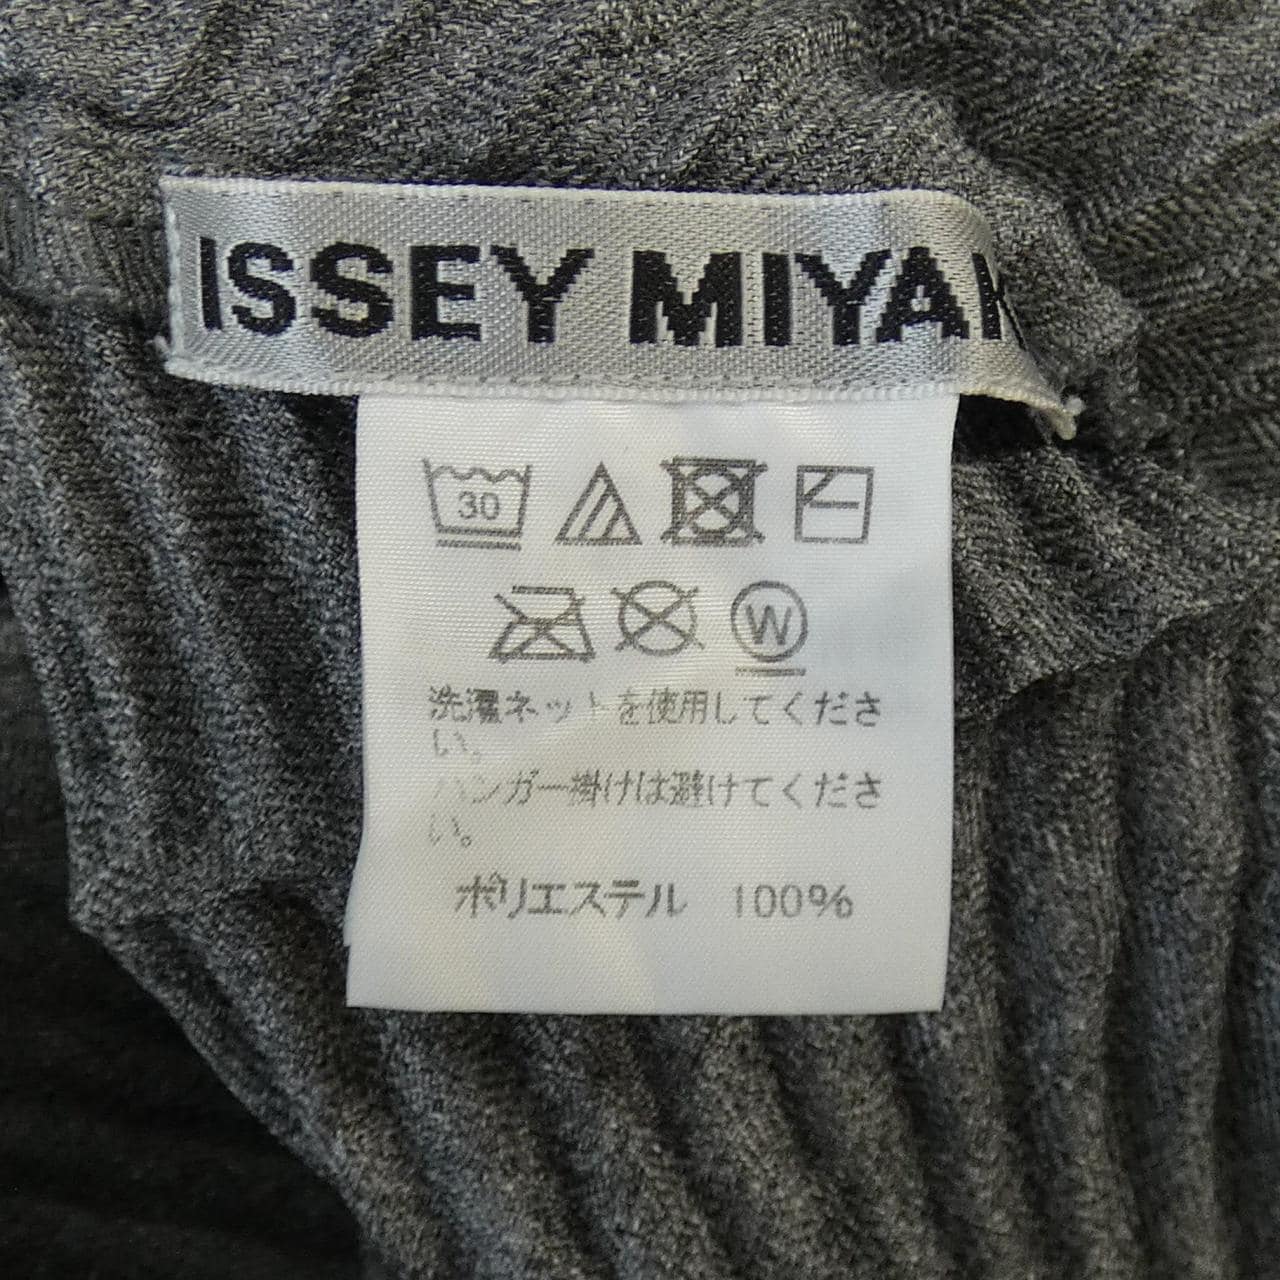 ISSEY MIYAK
30
W
洗濯ネットを使用してくださ
い。
ハンガー掛けは避けてくださ
い。
ポリエステル 100%